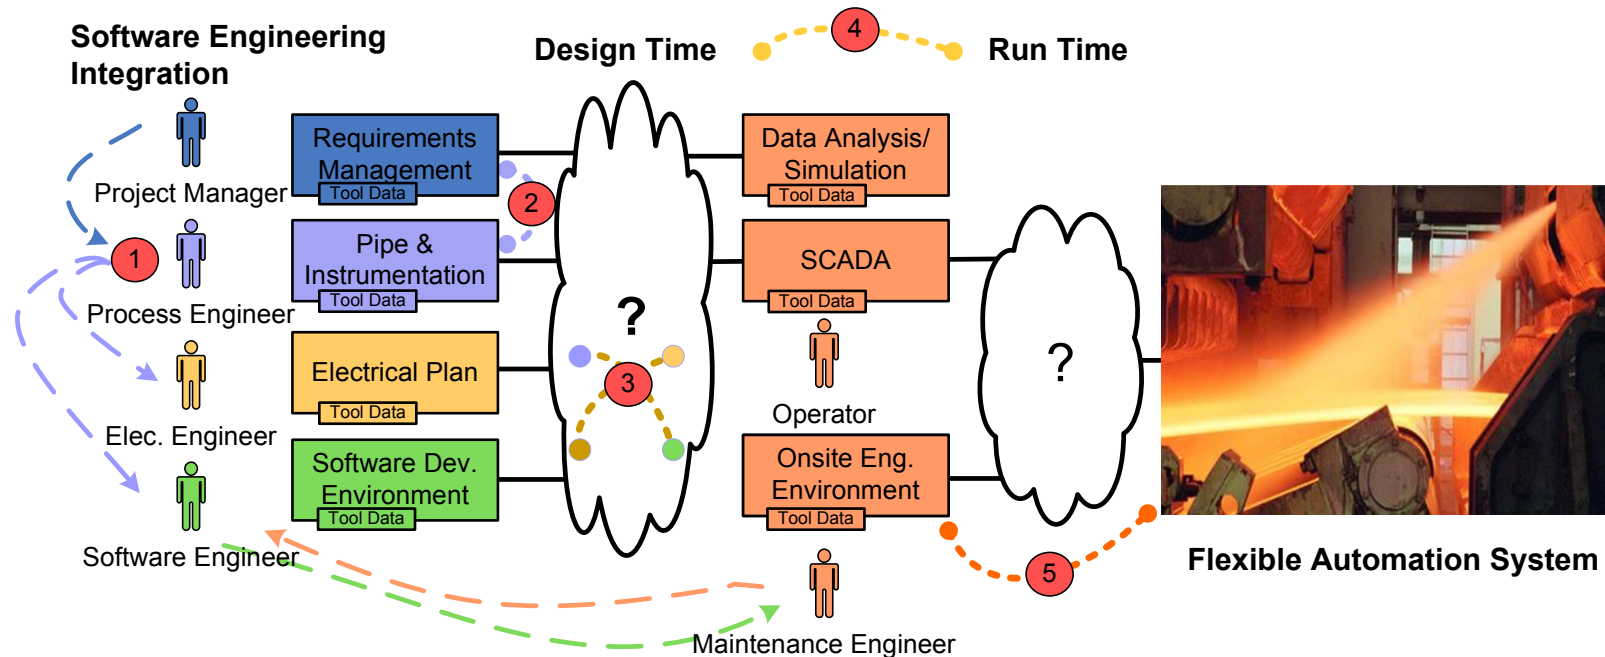 Software Engineering
Integration
Design Time
4
Run Time
Project Manager
1
Process Engineer
Elec. Engineer
Software Engineer
Requirements
Management
Tool Data
2
Pipe &
Instrumentation
Tool Data
Electrical Plan
Tool Data
Software Dev.
Environment
Tool Data
?
3
Data Analysis/
Simulation
Tool Data
SCADA
Tool Data
Operator
Onsite Eng.
Environment
Tool Data
Maintenance Engineer
?
5
Flexible Automation System